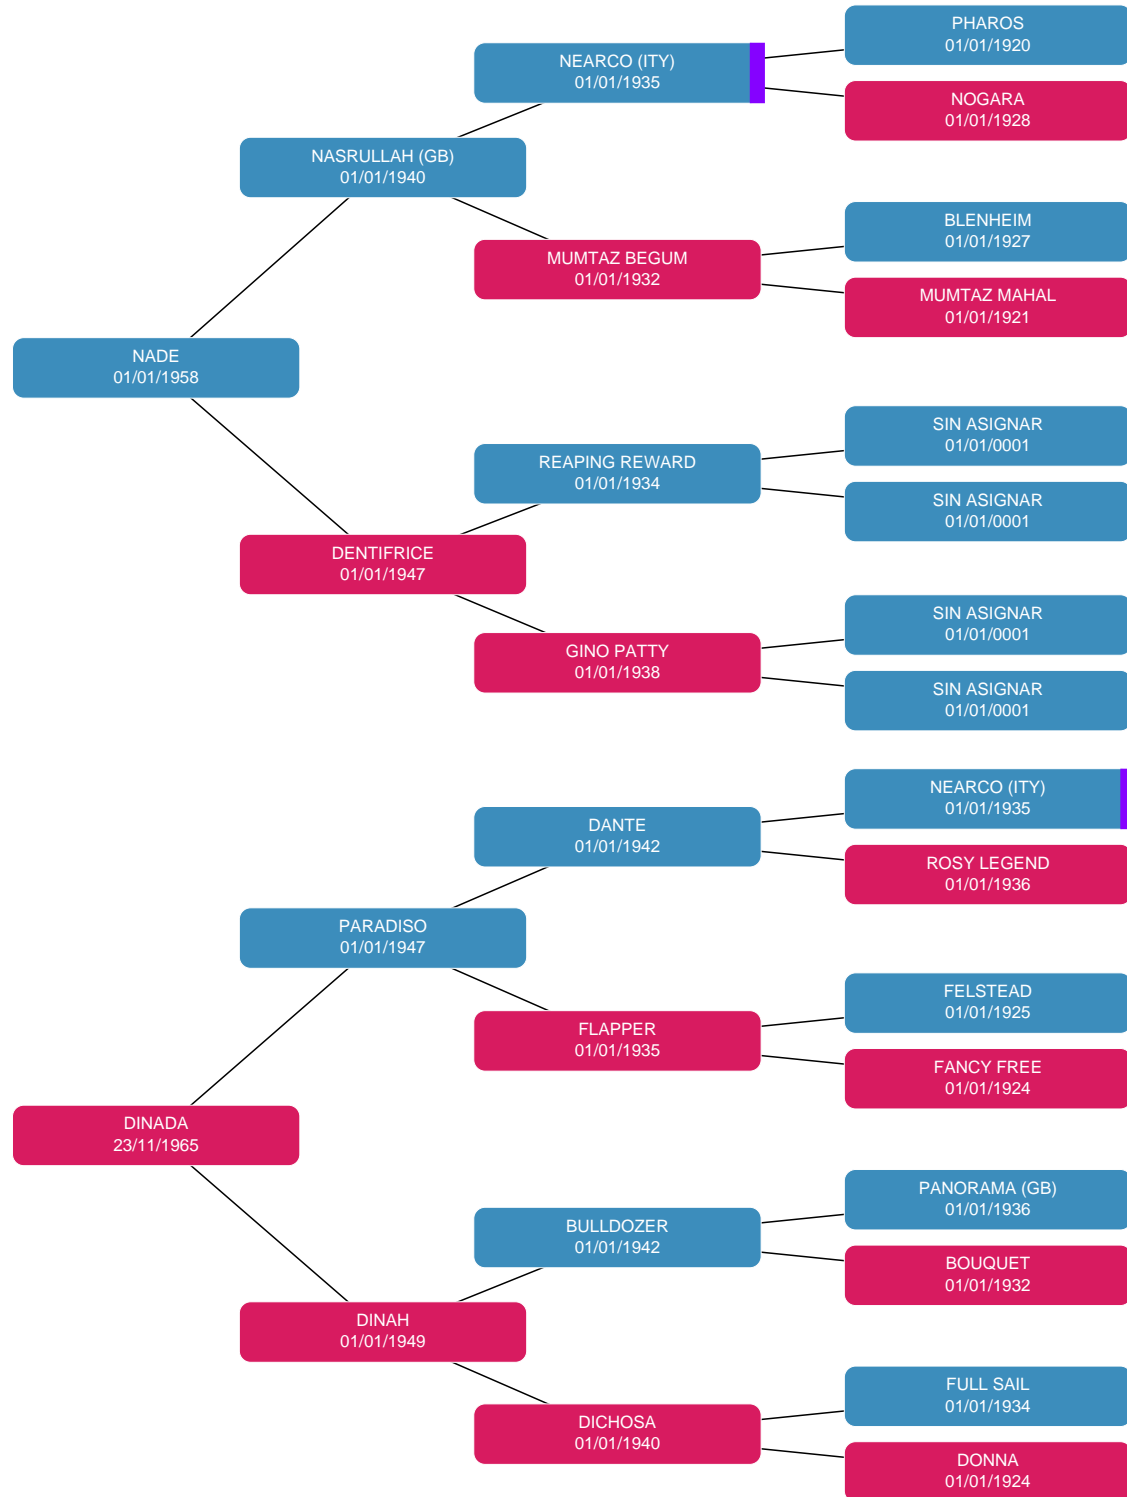 PHAROS
01/01/1920
NEARCO (ITY)
01/01/1935
NOGARA
01/01/1928
NASRULLAH (GB)
01/01/1940
BLENHEIM
01/01/1927
MUMTAZ BEGUM
01/01/1932
MUMTAZ MAHAL
01/01/1921
NADE
01/01/1958
SIN ASIGNAR
01/01/0001
REAPING REWARD
01/01/1934
SIN ASIGNAR
01/01/0001
DENTIFRICE
01/01/1947
SIN ASIGNAR
01/01/0001
GINO PATTY
01/01/1938
SIN ASIGNAR
01/01/0001
NEARCO (ITY)
01/01/1935
DANTE
01/01/1942
ROSY LEGEND
01/01/1936
PARADISO
01/01/1947
FELSTEAD
01/01/1925
FLAPPER
01/01/1935
FANCY FREE
01/01/1924
DINADA
23/11/1965
PANORAMA (GB)
01/01/1936
BULLDOZER
01/01/1942
BOUQUET
01/01/1932
DINAH
01/01/1949
FULL SAIL
01/01/1934
DICHOSA
01/01/1940
DONNA
01/01/1924